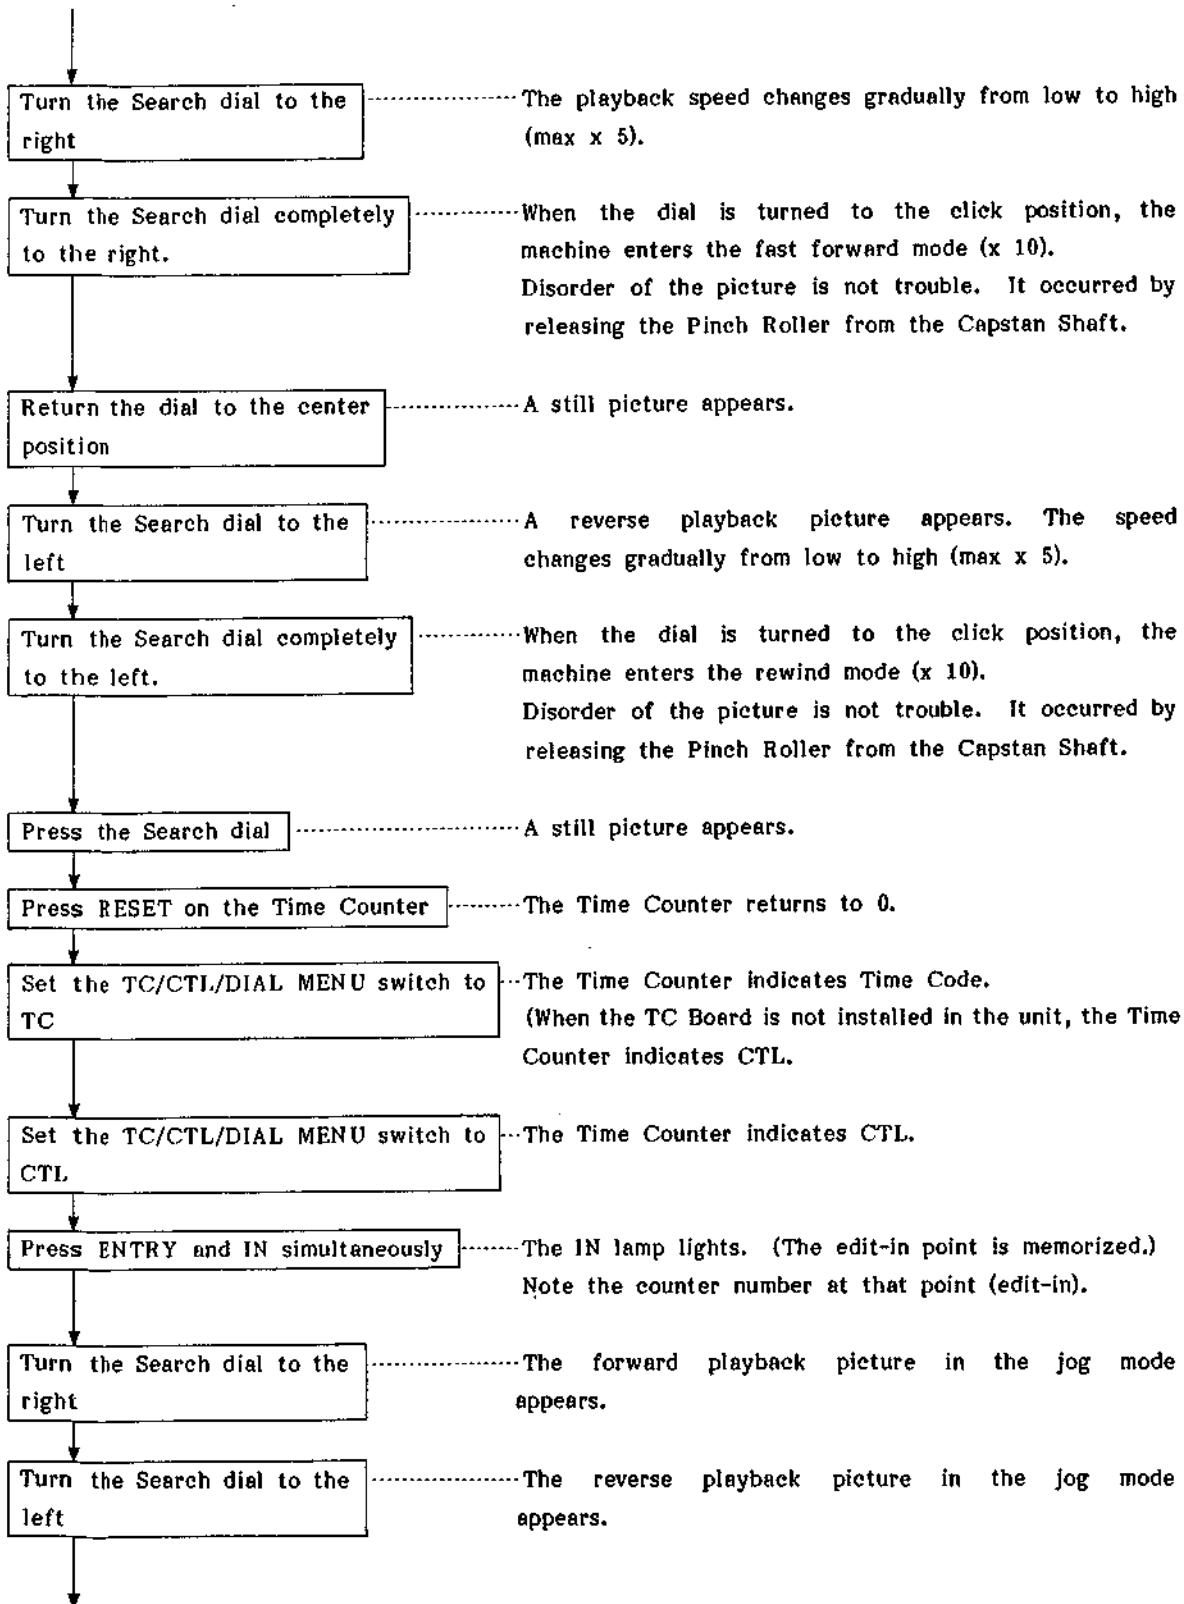 Turn the Search dial to the
right
The playback speed changes gradually from low to high
(max x 5).
Turn the Search dial completely
to the right.
When the dial is turned to the click position, the
machine enters the fast forward mode (x 10).
Disorder of the picture is not trouble. It occurred by
releasing the Pinch Roller from the Capstan Shaft.
Return the dial to the center
position
A still picture appears.
Turn the Search dial to the
left
A reverse playback picture appears. The speed
changes gradually from low to high (max x 5).
Turn the Search dial completely
to the left.
When the dial is turned to the click position, the
machine enters the rewind mode (x 10).
Disorder of the picture is not trouble. It occurred by
releasing the Pinch Roller from the Capstan Shaft.
Press the Search dial
A still picture appears.
Press RESET on the Time Counter
The Time Counter returns to 0.
Set the TC/CTL/DIAL MENU switch to
TC
The Time Counter indicates Time Code.
(When the TC Board is not installed in the unit, the Time
Counter indicates CTL.
Set the TC/CTL/DIAL MENU switch to
CTL
The Time Counter indicates CTL.
Press ENTRY and IN simultaneously
The IN lamp lights. (The edit-in point is memorized.)
Note the counter number at that point (edit-in).
Turn the Search dial to the
right
The forward playback picture in the jog mode
appears.
Turn the Search dial to the
left
The reverse playback picture in the jog mode
appears.